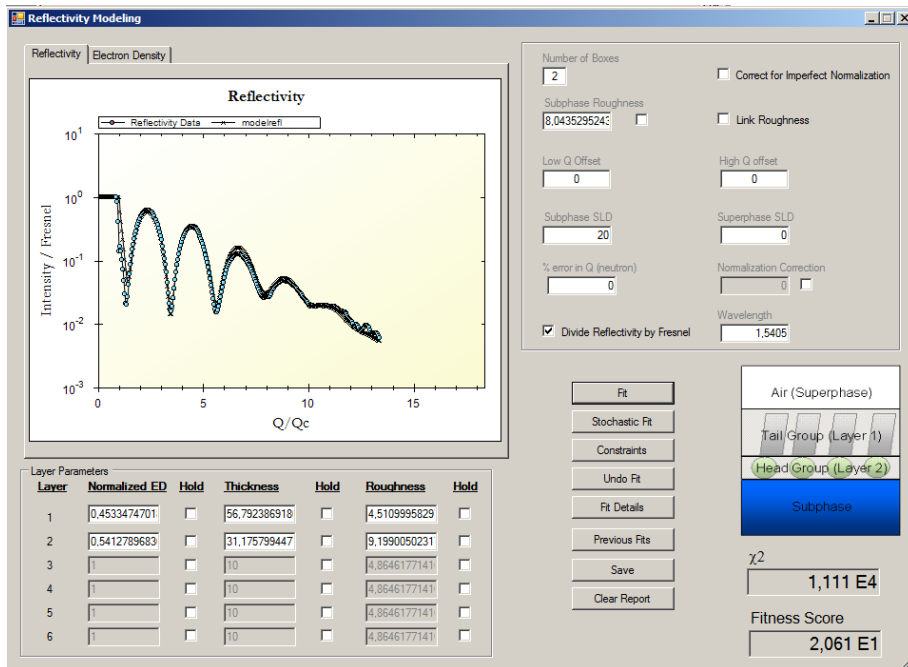 Reflectivity Modeling
Reflectivity
Electron Density
Reflectivity
Reflectivity Data
modelrefl
Intensity / Fresnel
10^1
10^0
10^-1
10^-2
10^-3
0
5
10
15
Q/Qc
Number of Boxes
2
Correct for Imperfect Normalization
Subphase Roughness
8,0435295243
Link Roughness
Low Q Offset
High Q offset
0
0
Subphase SLD
Superphase SLD
20
0
% error in Q (neutron)
Normalization Correction
0
0
Divide Reflectivity by Fresnel
Wavelength
1,5405
Fit
Stochastic Fit
Constraints
Undo Fit
Fit Details
Previous Fits
Save
Clear Report
Air (Superphase)
Tail Group (Layer 1)
Head Group (Layer 2)
Subphase
χ2
1,111 E4
Fitness Score
2,061 E1
Layer Parameters
Layer Normalized ED Hold Thickness Hold Roughness Hold
1 0,4533474701 56,792386918 4,5109995829
2 0,541278968 31,175799447 9,1990050231
3 1 10 4,864617714
4 1 10 4,864617714
5 1 10 4,864617714
6 1 10 4,864617714